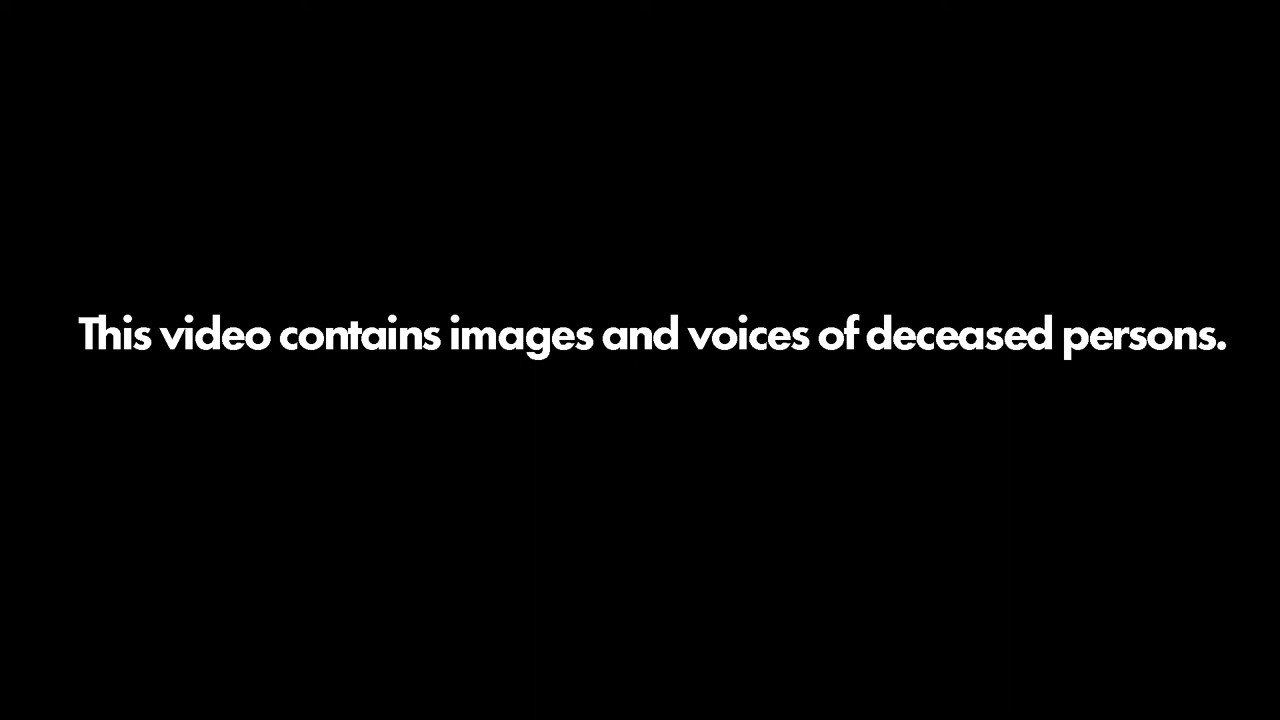 This video contains images and voices of deceased persons.